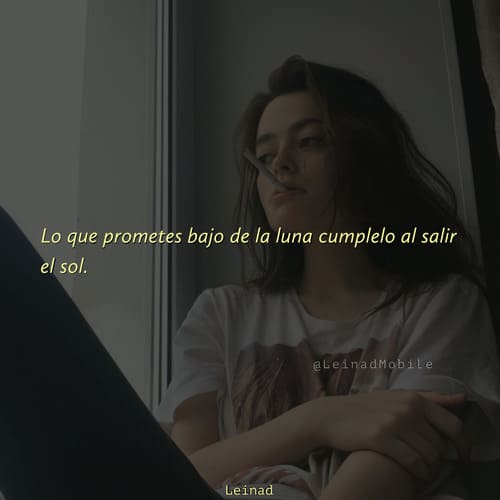 Lo que prometes bajo de la luna cumplelo al salir
el sol.
@LeinadMobile
Leinad